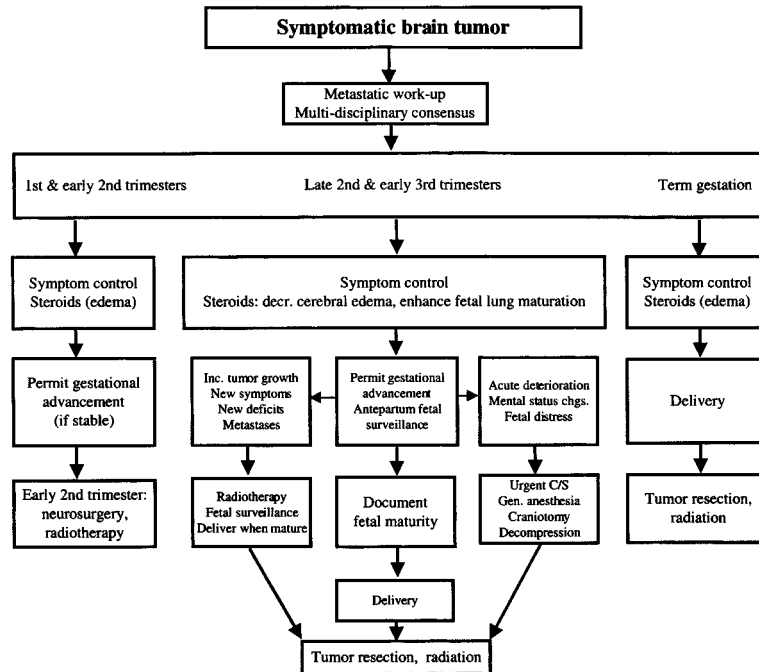 Symptomatic brain tumor
Metastatic work-up
Multi-disciplinary consensus
1st & early 2nd trimesters
Late 2nd & early 3rd trimesters
Term gestation
Symptom control
Steroids (edema)
Symptom control
Steroids: decr. cerebral edema, enhance fetal lung maturation
Symptom control
Steroids (edema)
Permit gestational
advancement
(if stable)
Inc. tumor growth
New symptoms
New deficits
Metastases
Permit gestational
advancement
Antepartum fetal
surveillance
Acute deterioration
Mental status chgs.
Fetal distress
Delivery
Early 2nd trimester:
neurosurgery,
radiotherapy
Radiotherapy
Fetal surveillance
Deliver when mature
Document
fetal maturity
Urgent C/S
Gen. anesthesia
Craniotomy
Decompression
Tumor resection,
radiation
Delivery
Tumor resection, radiation